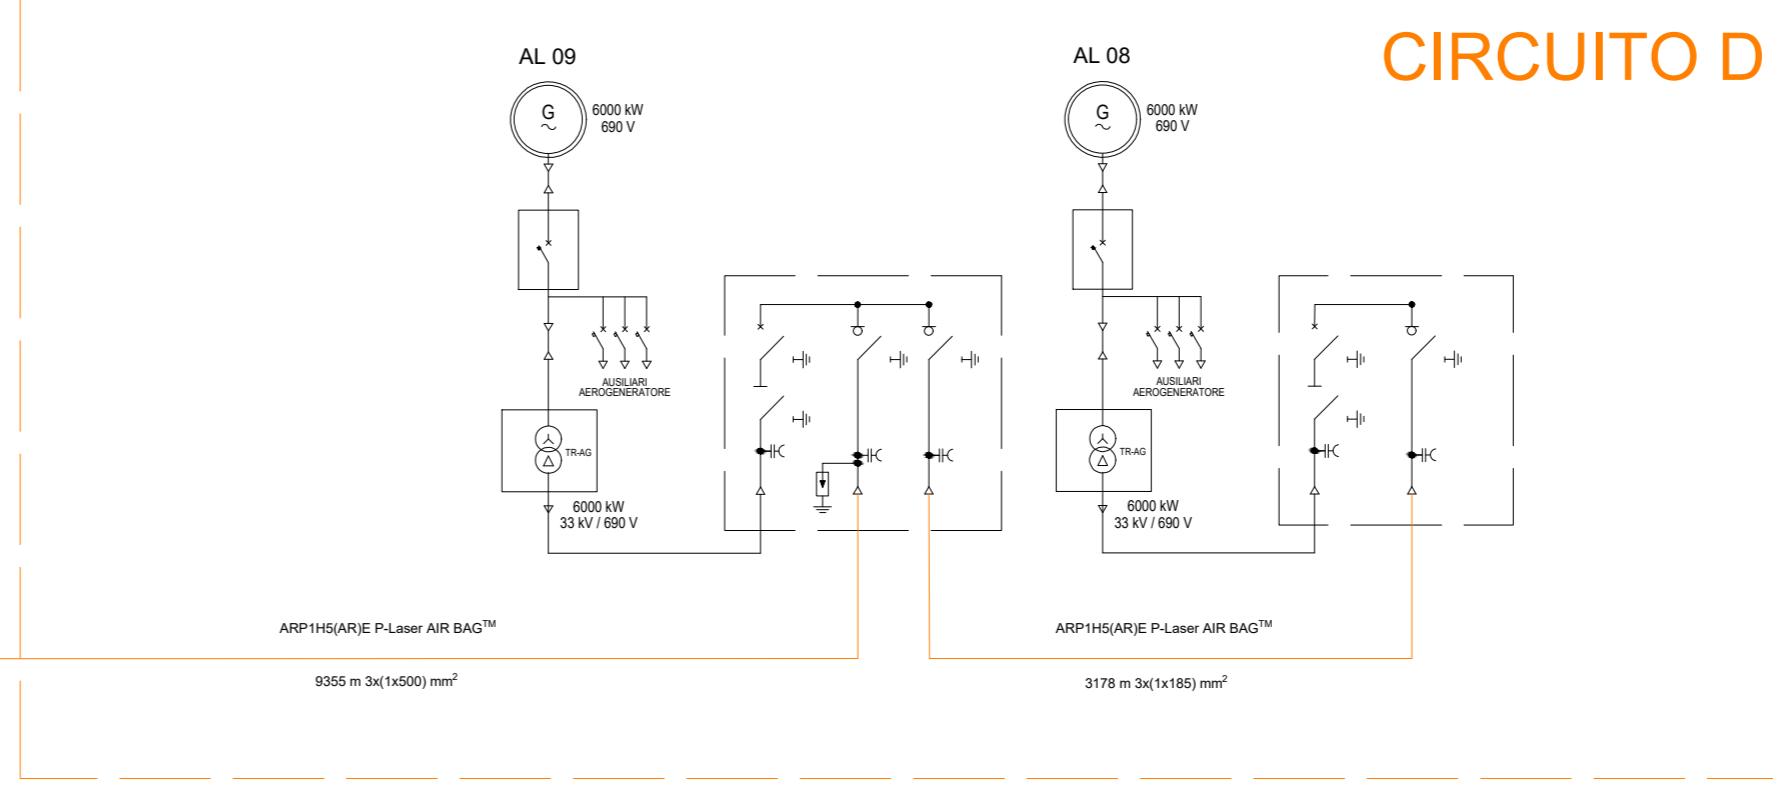 CIRCUITO D
AL 09
G
6000 kW
690 V
AUSILIARI
AEROGENERATORE
TR-AG
6000 kW
33 kV / 690 V
AL 08
G
6000 kW
690 V
AUSILIARI
AEROGENERATORE
TR-AG
6000 kW
33 kV / 690 V
ARP1H5(AR)E P-Laser AIR BAG™
9355 m 3x(1x500) mm²
ARP1H5(AR)E P-Laser AIR BAG™
3178 m 3x(1x185) mm²